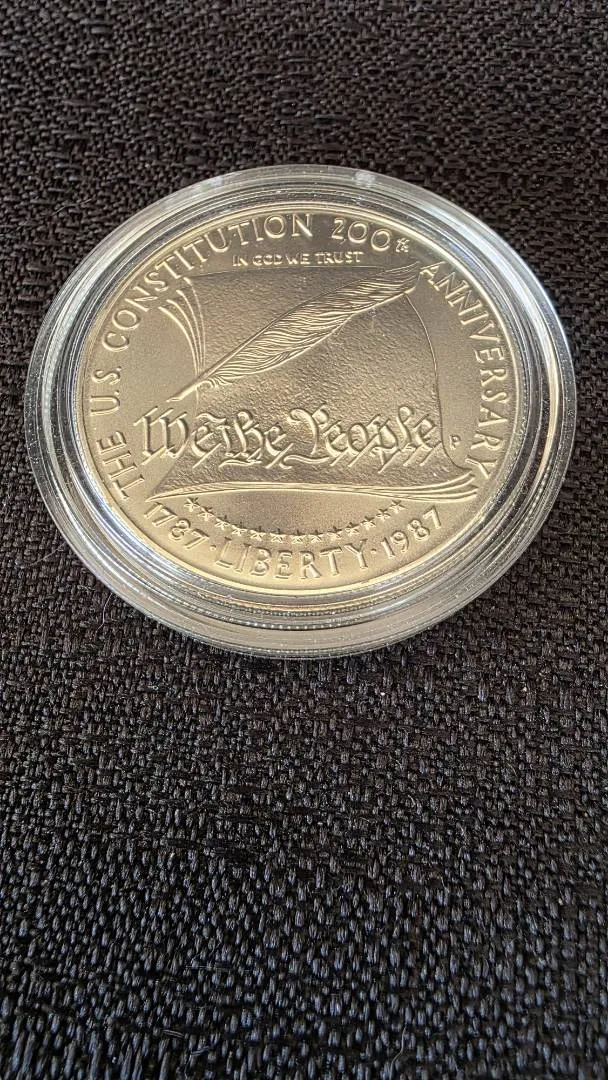 THE U.S. CONSTITUTION 200th ANNIVERSARY
IN GOD WE TRUST
We the People
P
1787 · LIBERTY · 1987